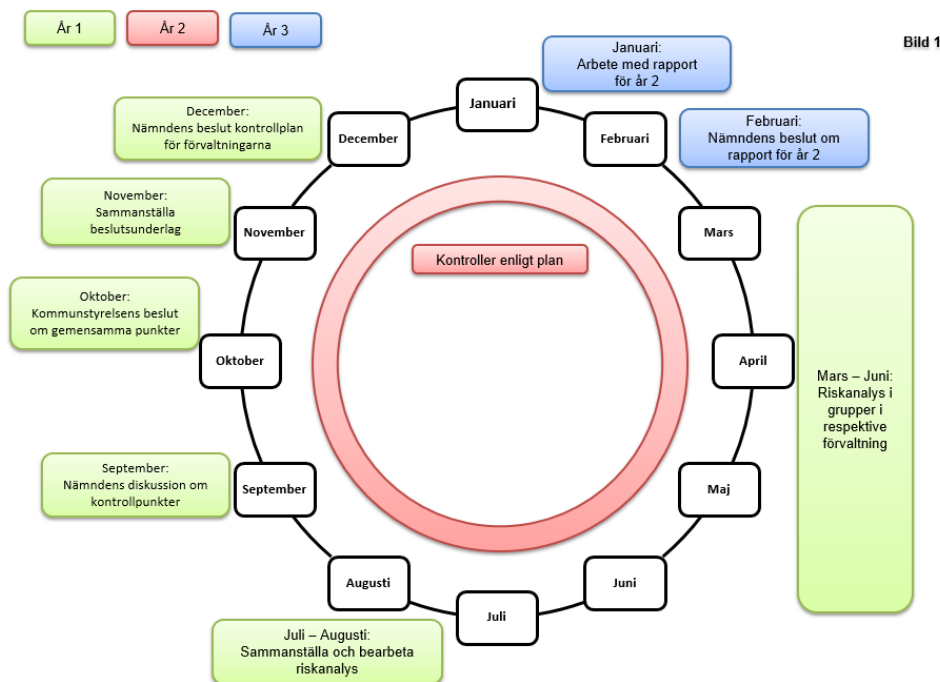 År 1
År 2
År 3
Bild 1
Januari:
Arbete med rapport
för år 2
Februari:
Nämndens beslut om
rapport för år 2
Mars – Juni:
Riskanalys i
grupper i
respektive
förvaltning
Juli – Augusti:
Sammanställa och bearbeta
riskanalys
September:
Nämndens diskussion om
kontrollpunkter
Oktober:
Kommunstyrelsens beslut
om gemensamma punkter
November:
Sammanställa
beslutsunderlag
December:
Nämndens beslut kontrollplan
för förvaltningarna
Januari
Februari
Mars
April
Maj
Juni
Juli
Augusti
September
Oktober
November
December
Kontroller enligt plan